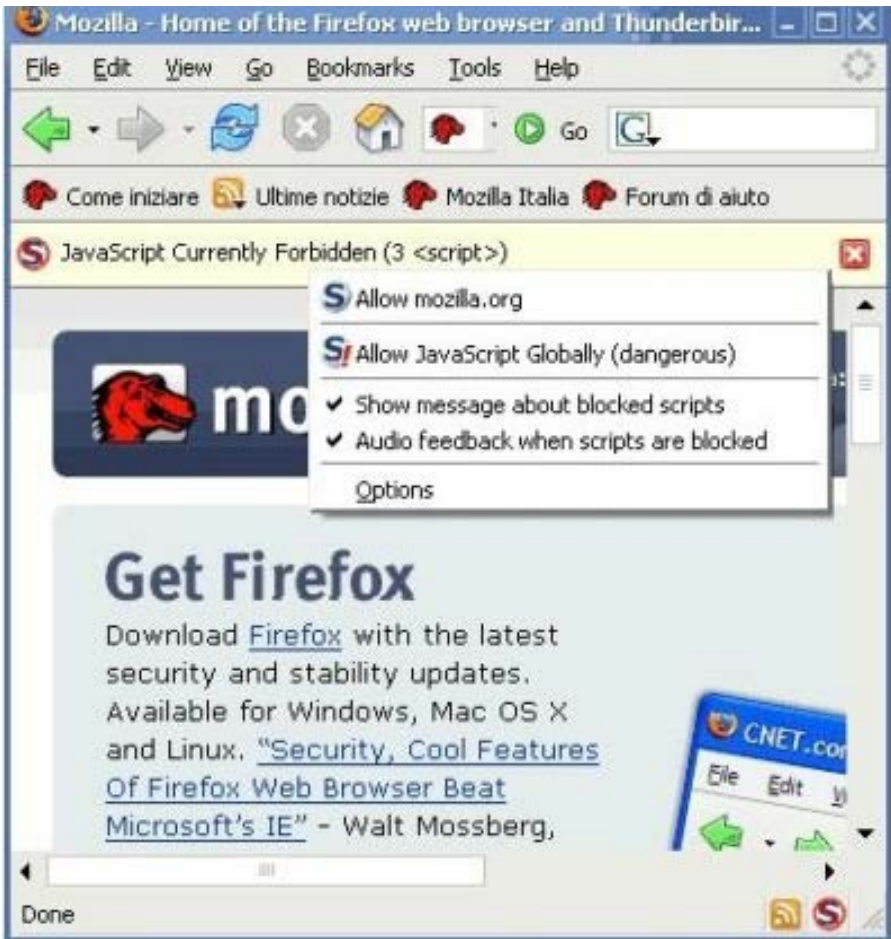 Mozilla - Home of the Firefox web browser and Thunderbir...
File Edit View Go Bookmarks Tools Help
Go G
Come iniziare Ultime notizie Mozilla Italia Forum di aiuto
JavaScript Currently Forbidden (3 <script>)
Allow mozilla.org
Allow JavaScript Globally (dangerous)
Show message about blocked scripts
Audio feedback when scripts are blocked
Options
mo
Get Firefox
Download Firefox with the latest
security and stability updates.
Available for Windows, Mac OS X
and Linux. "Security, Cool Features
Of Firefox Web Browser Beat
Microsoft's IE" - Walt Mossberg,
CNET.co
File Edit
Done